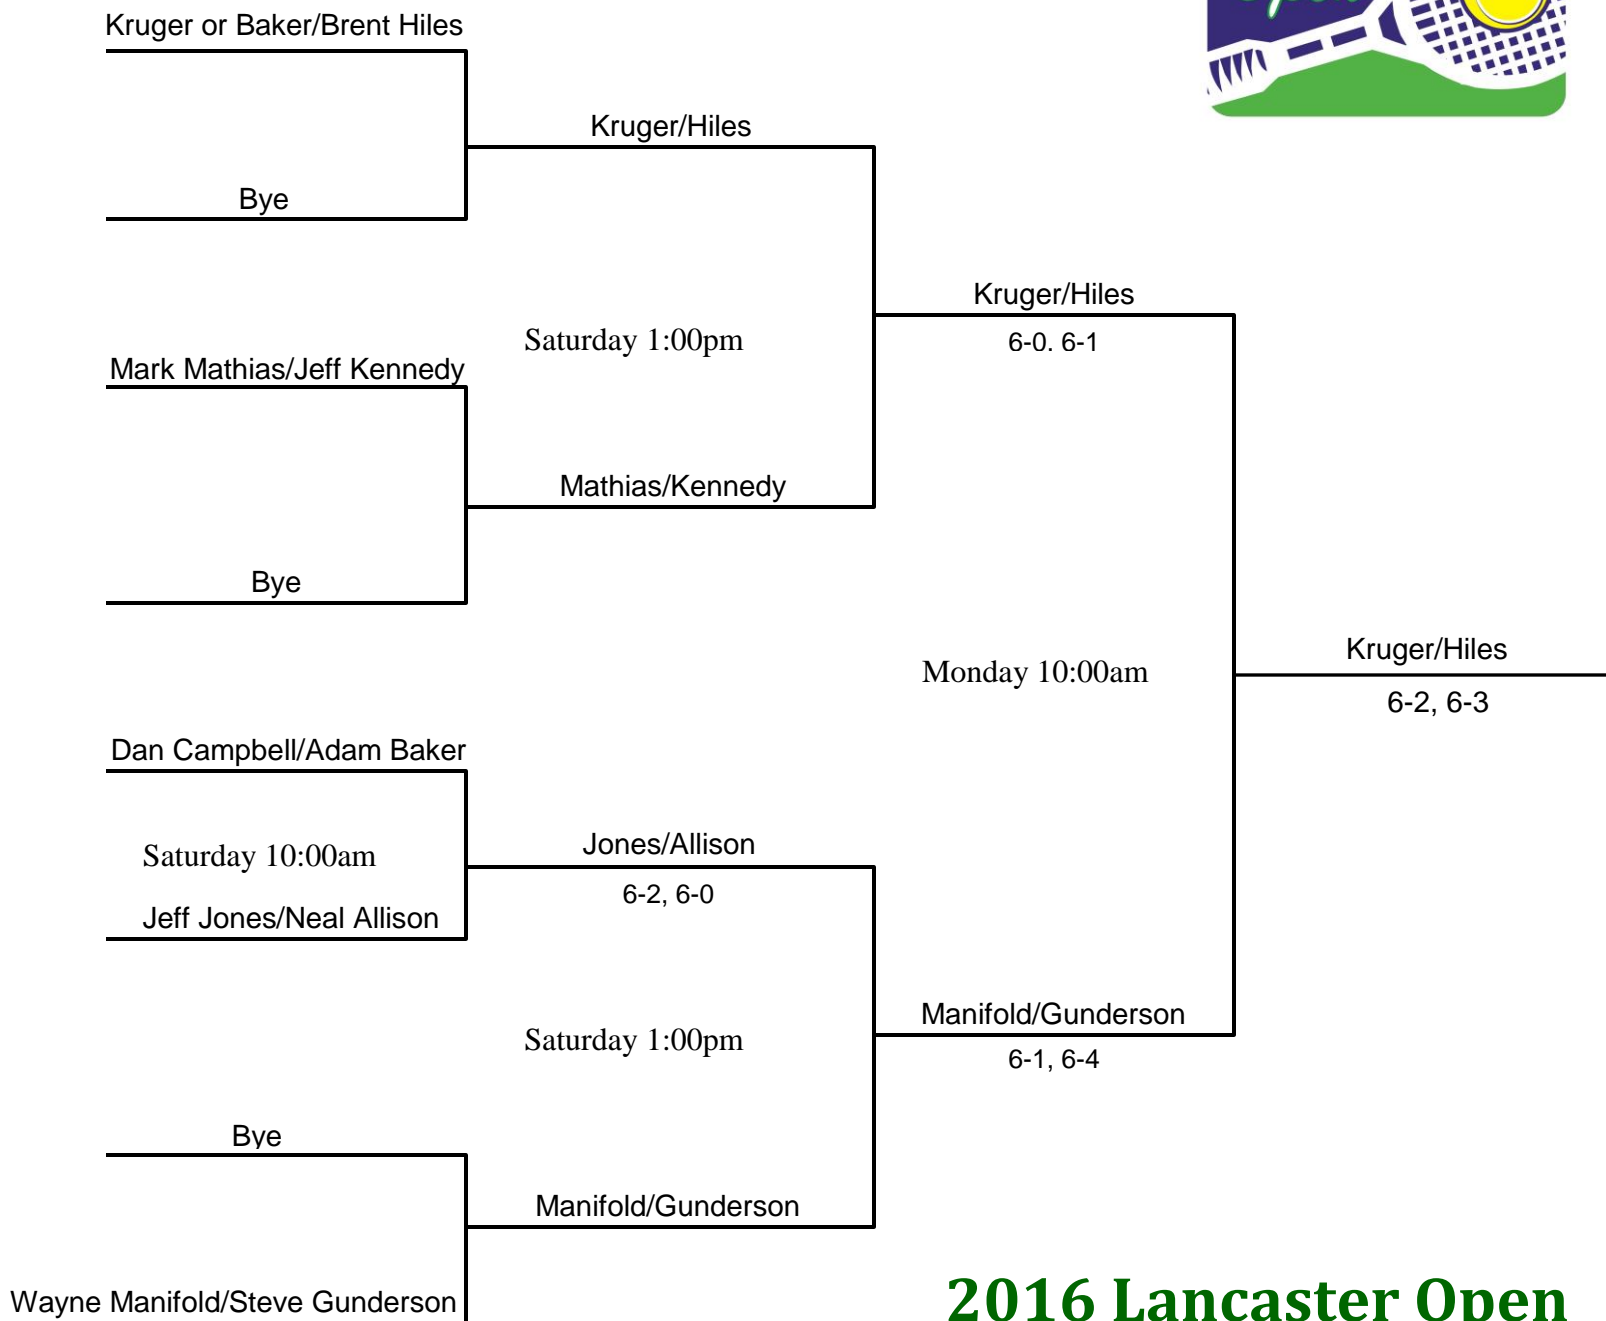 Kruger or Baker/Brent Hiles
Kruger/Hiles
Bye
Kruger/Hiles
Saturday 1:00pm
6-0. 6-1
Mark Mathias/Jeff Kennedy
Mathias/Kennedy
Bye
Kruger/Hiles
Monday 10:00am
6-2, 6-3
Dan Campbell/Adam Baker
Jones/Allison
Saturday 10:00am
6-2, 6-0
Jeff Jones/Neal Allison
Manifold/Gunderson
Saturday 1:00pm
6-1, 6-4
Bye
Manifold/Gunderson
Wayne Manifold/Steve Gunderson
2016 Lancaster Open